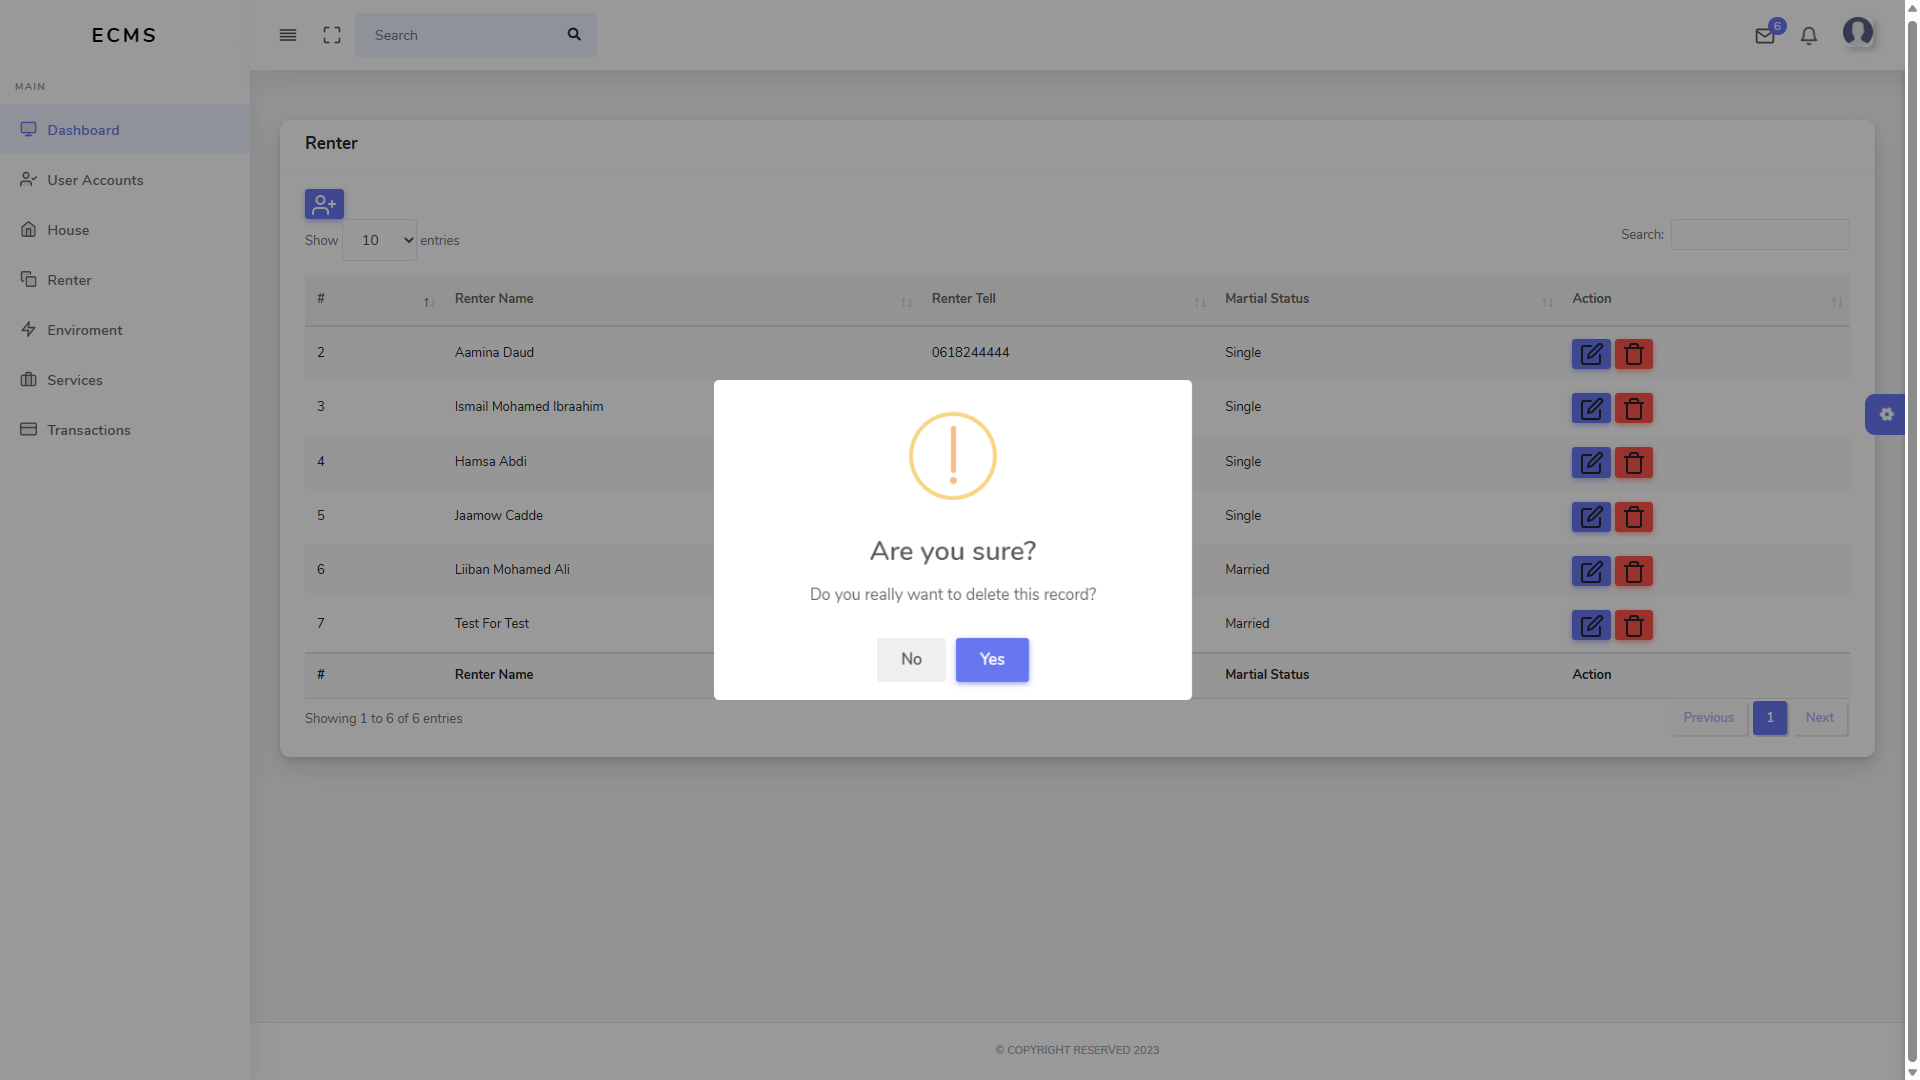 ECMS
Search
6
MAIN
Dashboard
User Accounts
House
Renter
Enviroment
Services
Transactions
Renter
Show 10 entries
Search:
# Renter Name Renter Tell Martial Status Action
2 Aamina Daud 0618244444 Single
3 Ismail Mohamed Ibraahim Single
4 Hamsa Abdi Single
5 Jaamow Cadde Single
6 Liiban Mohamed Ali Married
7 Test For Test Married
# Renter Name Martial Status Action
Showing 1 to 6 of 6 entries
Previous 1 Next
Are you sure?
Do you really want to delete this record?
No Yes
© COPYRIGHT RESERVED 2023